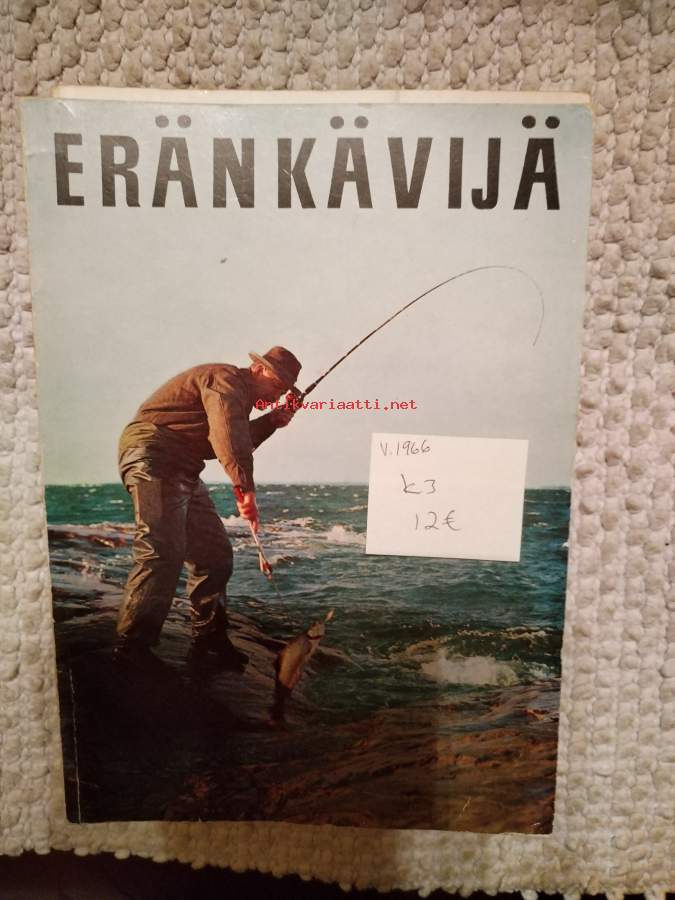 ERÄNKÄVIJÄ
Antikvariaatti.net
V.1966
K3
12€